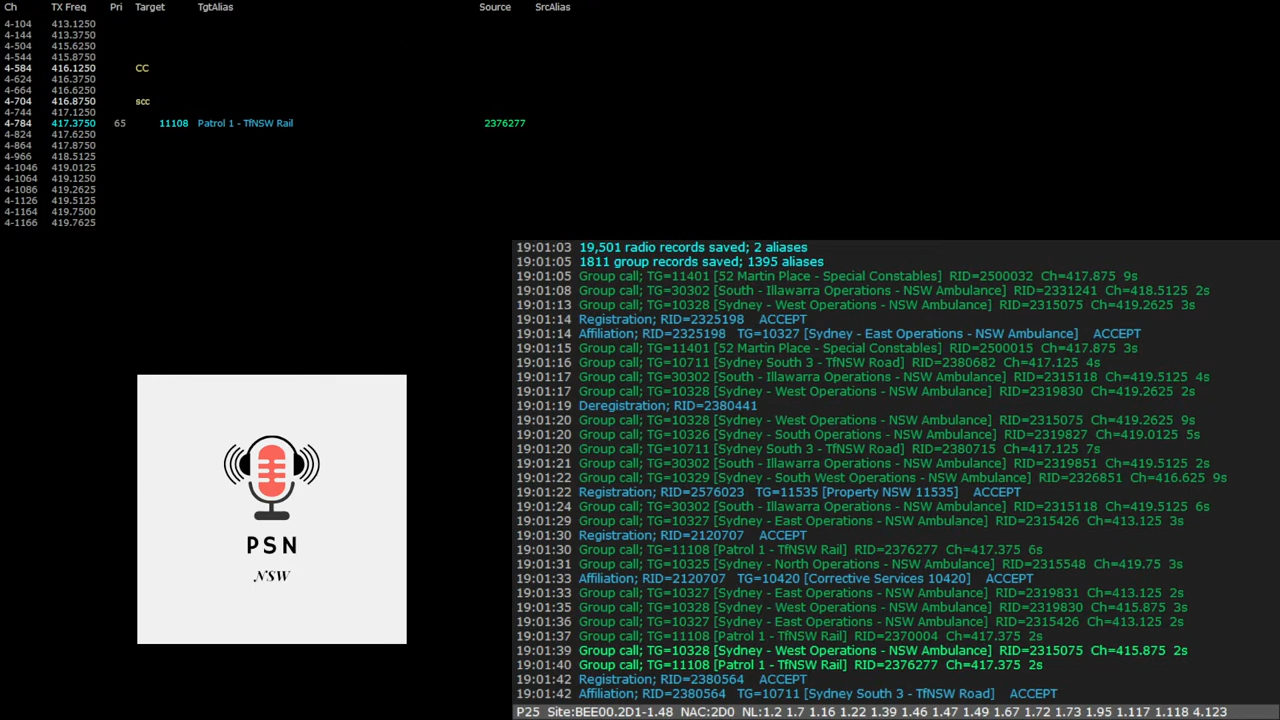 Ch TX Freq Pri Target TgtAlias Source SrcAlias
4-104 413.1250
4-144 413.3750
4-504 415.6250
4-544 415.8750
4-584 416.1250 CC
4-624 416.3750
4-664 416.6250
4-704 416.8750 scc
4-744 417.1250
4-784 417.3750 65 11108 Patrol 1 - TfNSW Rail 2376277
4-824 417.6250
4-864 417.8750
4-966 418.5125
4-1046 419.0125
4-1064 419.1250
4-1086 419.2625
4-1126 419.5125
4-1164 419.7500
4-1166 419.7625
19:01:03 19,501 radio records saved; 2 aliases
19:01:05 1811 group records saved; 1395 aliases
19:01:05 Group call; TG=11401 [52 Martin Place - Special Constables] RID=2500032 Ch=417.875 9s
19:01:08 Group call; TG=30302 [South - Illawarra Operations - NSW Ambulance] RID=2331241 Ch=418.5125 2s
19:01:13 Group call; TG=10328 [Sydney - West Operations - NSW Ambulance] RID=2315075 Ch=419.2625 3s
19:01:14 Registration; RID=2325198 ACCEPT
19:01:14 Affiliation; RID=2325198 TG=10327 [Sydney - East Operations - NSW Ambulance] ACCEPT
19:01:15 Group call; TG=11401 [52 Martin Place - Special Constables] RID=2500015 Ch=417.875 3s
19:01:16 Group call; TG=10711 [Sydney South 3 - TfNSW Road] RID=2380682 Ch=417.125 4s
19:01:17 Group call; TG=30302 [South - Illawarra Operations - NSW Ambulance] RID=2315118 Ch=419.5125 4s
19:01:17 Group call; TG=10328 [Sydney - West Operations - NSW Ambulance] RID=2319830 Ch=419.2625 2s
19:01:19 Deregistration; RID=2380441
19:01:20 Group call; TG=10328 [Sydney - West Operations - NSW Ambulance] RID=2315075 Ch=419.2625 9s
19:01:20 Group call; TG=10326 [Sydney - South Operations - NSW Ambulance] RID=2319827 Ch=419.0125 5s
19:01:20 Group call; TG=10711 [Sydney South 3 - TfNSW Road] RID=2380715 Ch=417.125 7s
19:01:21 Group call; TG=30302 [South - Illawarra Operations - NSW Ambulance] RID=2319851 Ch=419.5125 2s
19:01:22 Group call; TG=10329 [Sydney - South West Operations - NSW Ambulance] RID=2326851 Ch=416.625 9s
19:01:22 Registration; RID=2576023 TG=11535 [Property NSW 11535] ACCEPT
19:01:24 Group call; TG=30302 [South - Illawarra Operations - NSW Ambulance] RID=2315118 Ch=419.5125 6s
19:01:29 Group call; TG=10327 [Sydney - East Operations - NSW Ambulance] RID=2315426 Ch=413.125 3s
19:01:30 Registration; RID=2120707 ACCEPT
19:01:30 Group call; TG=11108 [Patrol 1 - TfNSW Rail] RID=2376277 Ch=417.375 6s
19:01:31 Group call; TG=10325 [Sydney - North Operations - NSW Ambulance] RID=2315548 Ch=419.75 3s
19:01:33 Affiliation; RID=2120707 TG=10420 [Corrective Services 10420] ACCEPT
19:01:33 Group call; TG=10327 [Sydney - East Operations - NSW Ambulance] RID=2319831 Ch=413.125 2s
19:01:35 Group call; TG=10328 [Sydney - West Operations - NSW Ambulance] RID=2319830 Ch=415.875 3s
19:01:36 Group call; TG=10327 [Sydney - East Operations - NSW Ambulance] RID=2315426 Ch=413.125 2s
19:01:37 Group call; TG=11108 [Patrol 1 - TfNSW Rail] RID=2370004 Ch=417.375 2s
19:01:39 Group call; TG=10328 [Sydney - West Operations - NSW Ambulance] RID=2315075 Ch=415.875 2s
19:01:40 Group call; TG=11108 [Patrol 1 - TfNSW Rail] RID=2376277 Ch=417.375 2s
19:01:42 Registration; RID=2380564 ACCEPT
19:01:42 Affiliation; RID=2380564 TG=10711 [Sydney South 3 - TfNSW Road] ACCEPT
P25 Site:BEE00.2D1-1.48 NAC:2D0 NL:1.2 1.7 1.16 1.22 1.39 1.46 1.47 1.49 1.67 1.72 1.73 1.95 1.117 1.118 4.123
PSN
NSW